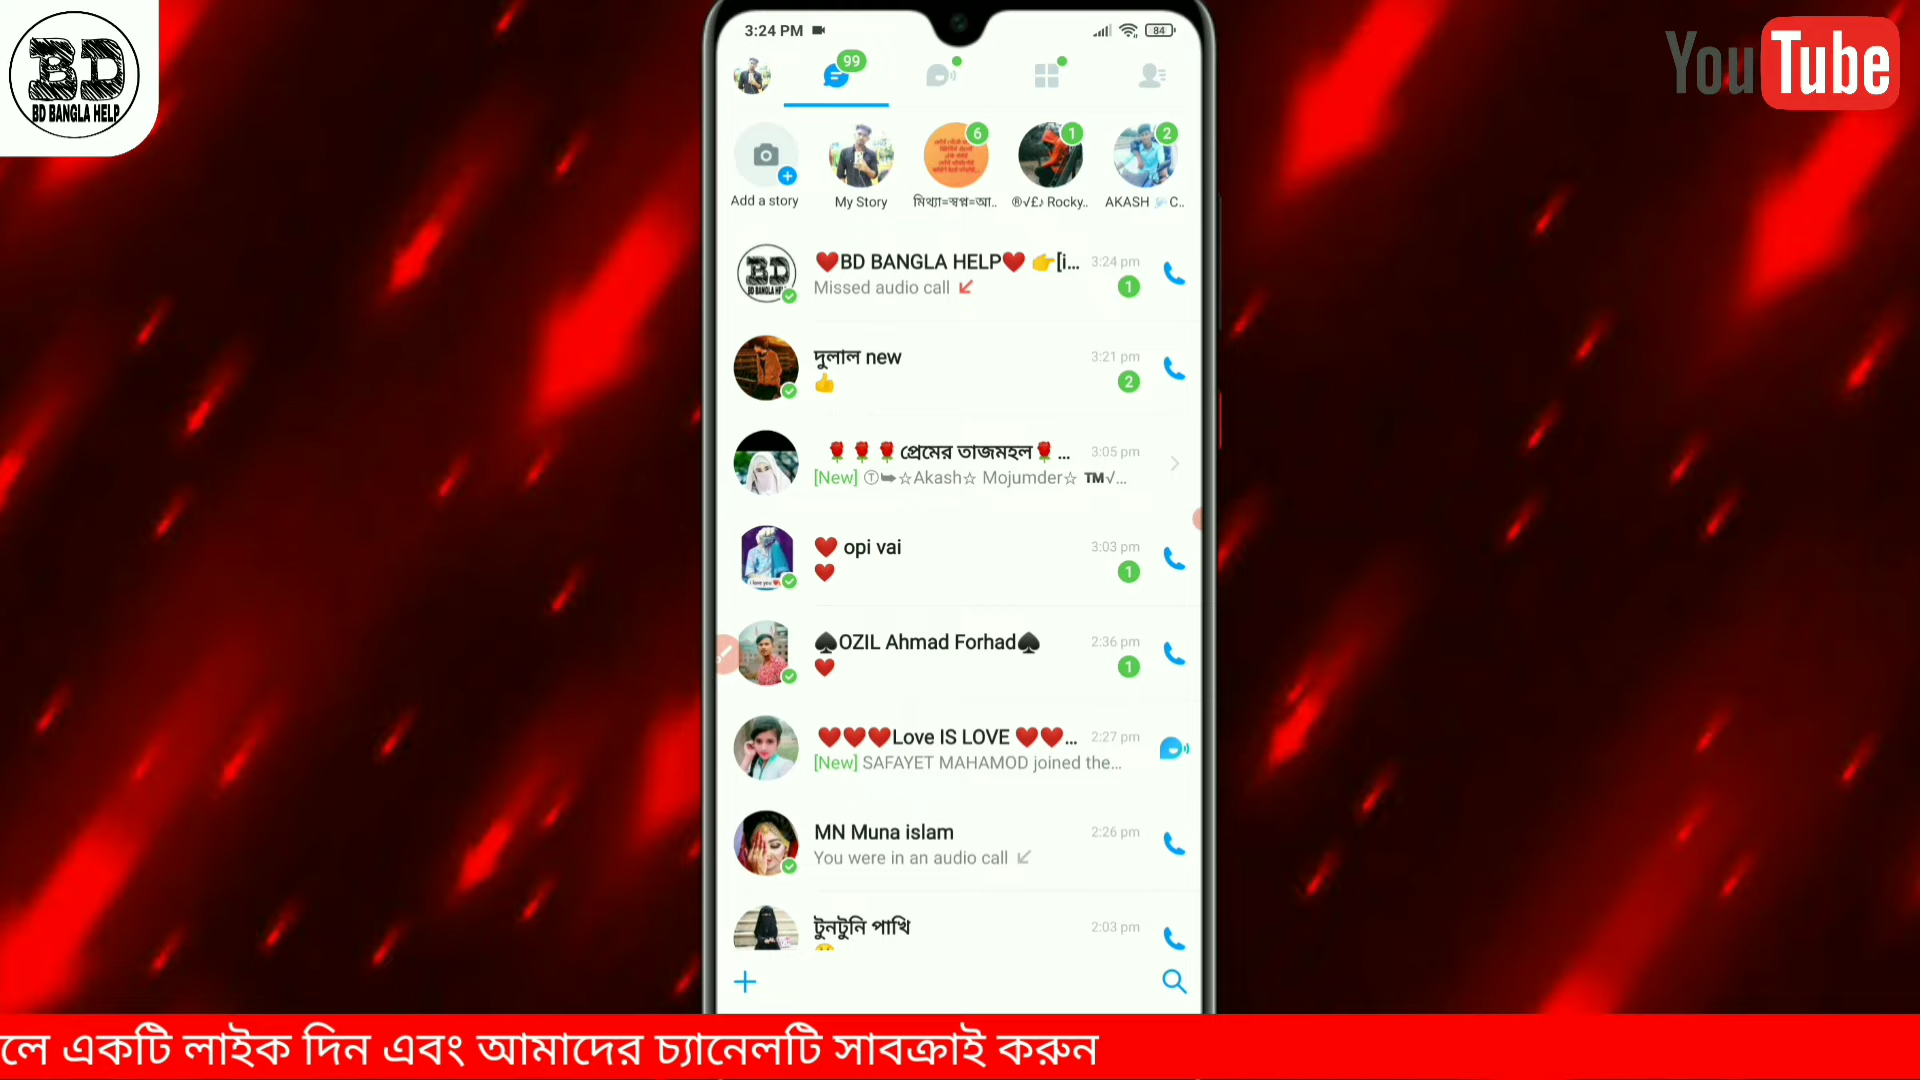 BD
BD BANGLA HELP
YouTube
3:24 PM
84
99
6
1
2
Add a story
My Story
মিথ্যা=স্বপ্ন=আ..
®√£♪ Rocky..
AKASH 🎐C..
❤️BD BANGLA HELP❤️ 👉[i...
3:24 pm
Missed audio call ↙
1
দুলাল new
3:21 pm
👍
2
🌹🌹🌹প্রেমের তাজমহল🌹...
3:05 pm
[New] Ⓣ➥☆Akash☆ Mojumder☆ ™√...
❤️ opi vai
3:03 pm
❤️
1
♠️OZIL Ahmad Forhad♠️
2:36 pm
❤️
1
❤️❤️❤️Love IS LOVE ❤️❤️...
2:27 pm
[New] SAFAYET MAHAMOD joined the...
MN Muna islam
2:26 pm
You were in an audio call ↙
টুনটুনি পাখি
2:03 pm
লে একটি লাইক দিন এবং আমাদের চ্যানেলটি সাবক্রাই করুন